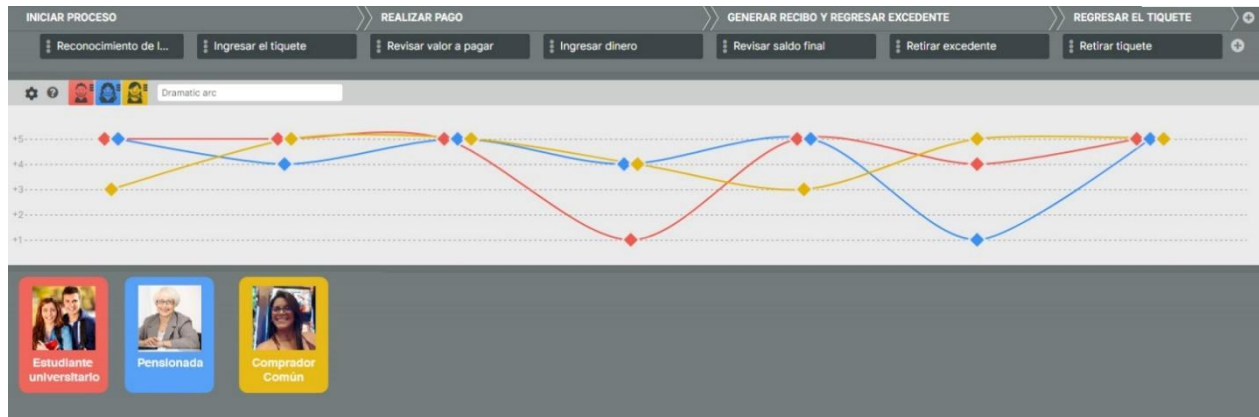 INICIAR PROCESO
REALIZAR PAGO
GENERAR RECIBO Y REGRESAR EXCEDENTE
REGRESAR EL TIQUETE
Reconocimiento de l...
Ingresar el tiquete
Revisar valor a pagar
Ingresar dinero
Revisar saldo final
Retirar excedente
Retirar tiquete
Dramatic arc
+5
+4
+3
+2
+1
Estudiante
universitario
Pensionada
Comprador
Común